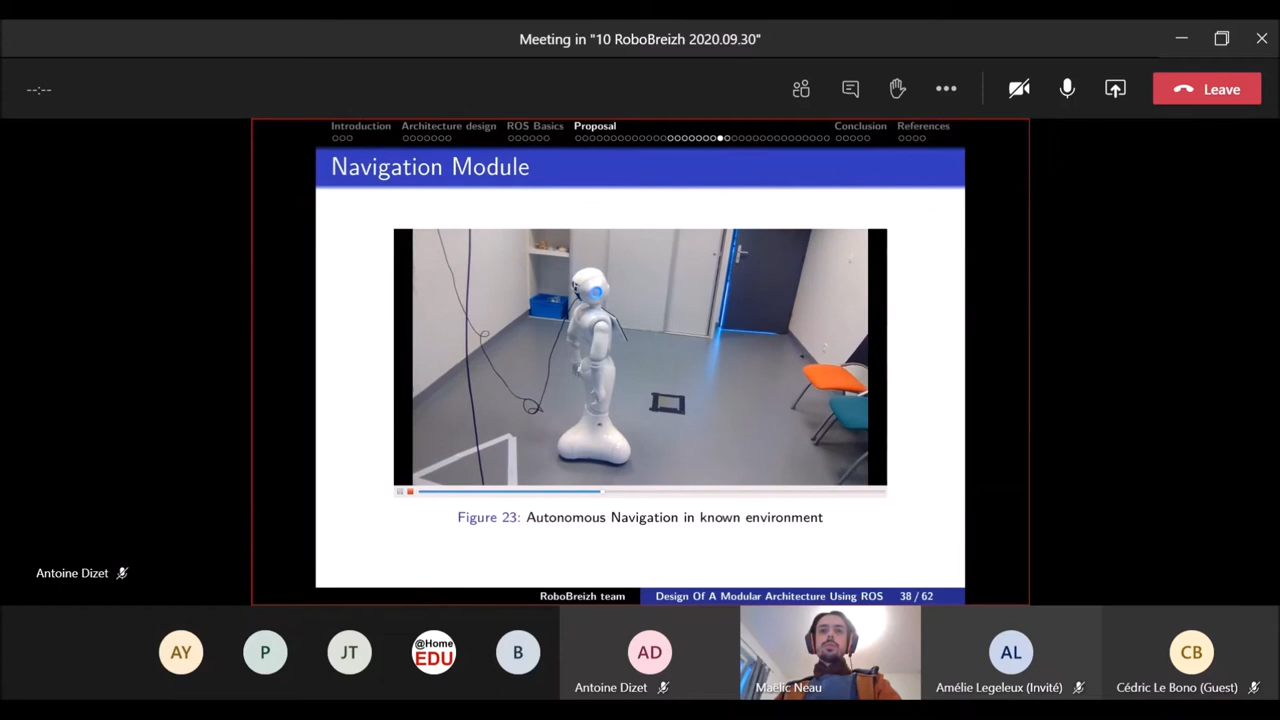 Meeting in "10 RoboBreizh 2020.09.30"
--:--
Leave
Introduction Architecture design ROS Basics Proposal Conclusion References
Navigation Module
Figure 23: Autonomous Navigation in known environment
Antoine Dizet
RoboBreizh team Design Of A Modular Architecture Using ROS 38 / 62
AY P JT @Home EDU B AD AL CB
Antoine Dizet Maëlic Neau Amélie Legeleux (Invité) Cédric Le Bono (Guest)